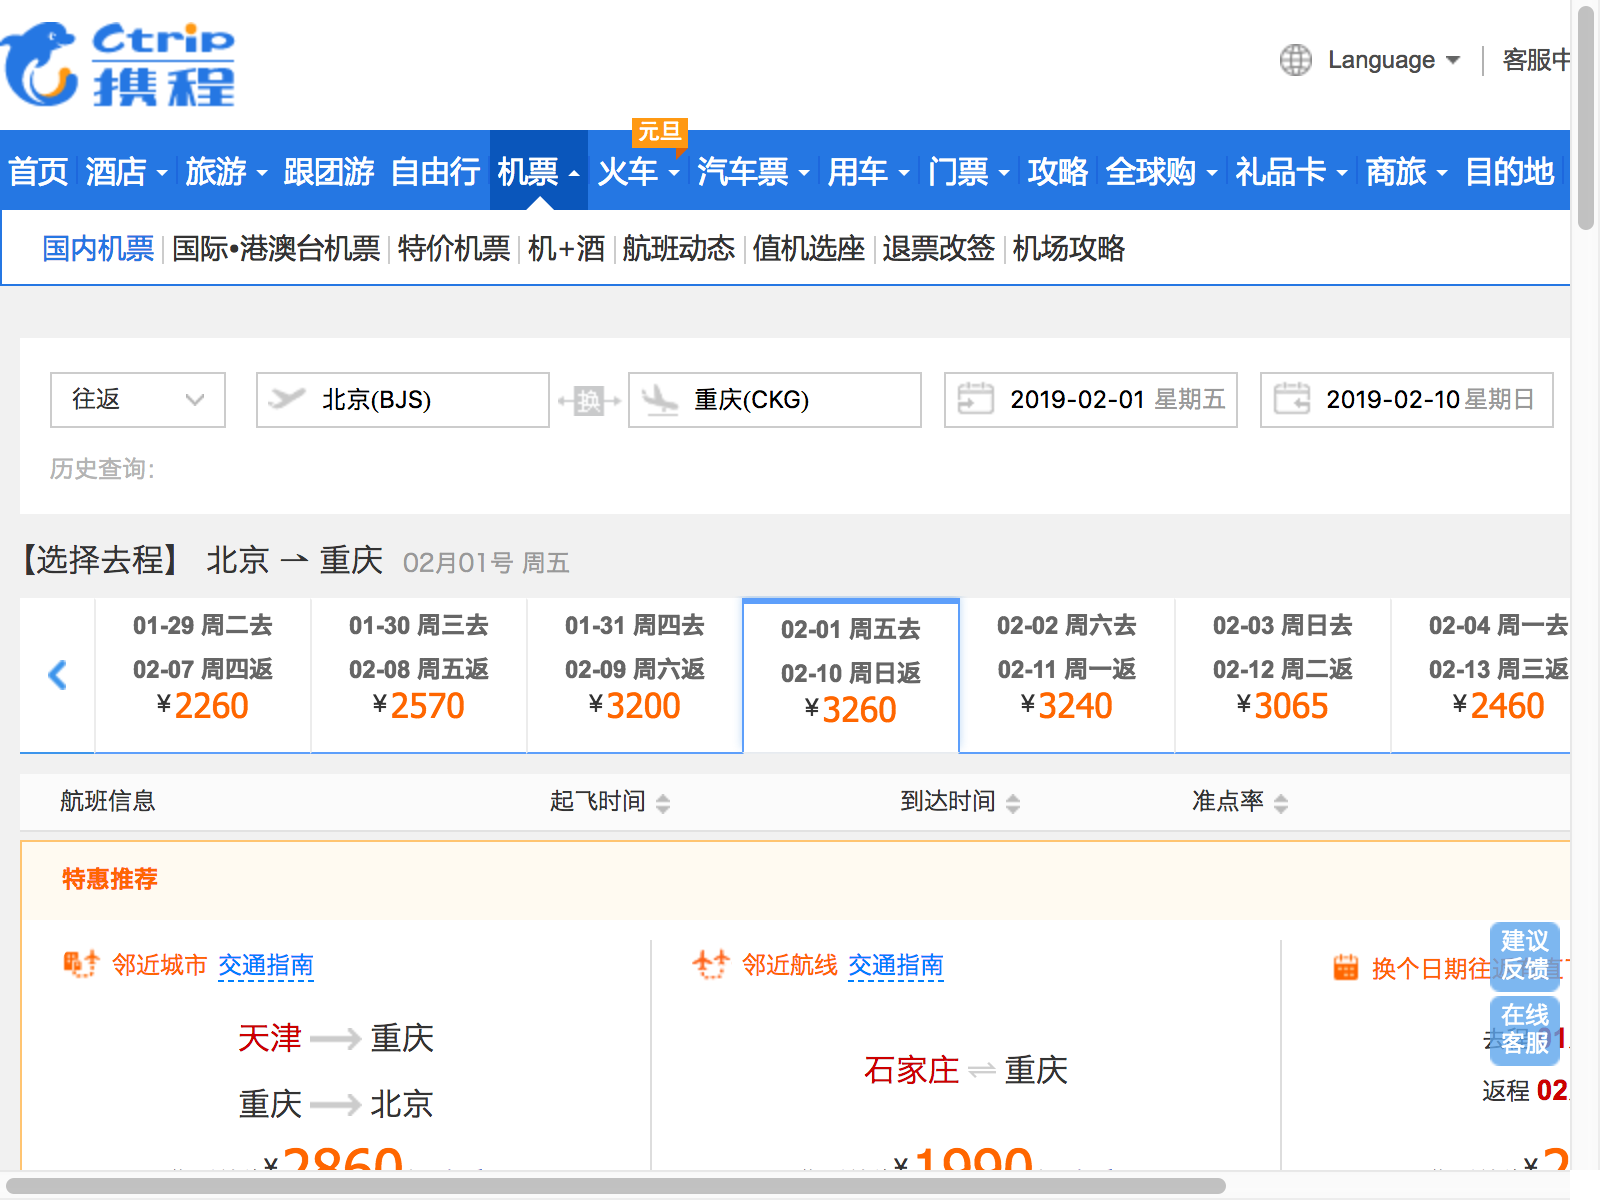 Ctrip
携程
Language
客服中
元旦
首页 酒店 旅游 跟团游 自由行 机票 火车 汽车票 用车 门票 攻略 全球购 礼品卡 商旅 目的地
国内机票 国际•港澳台机票 特价机票 机+酒 航班动态 值机选座 退票改签 机场攻略
往返 北京(BJS) 换 重庆(CKG) 2019-02-01 星期五 2019-02-10 星期日
历史查询:
【选择去程】 北京 → 重庆 02月01号 周五
01-29 周二去 01-30 周三去 01-31 周四去 02-01 周五去 02-02 周六去 02-03 周日去 02-04 周一去
02-07 周四返 02-08 周五返 02-09 周六返 02-10 周日返 02-11 周一返 02-12 周二返 02-13 周三返
¥2260 ¥2570 ¥3200 ¥3260 ¥3240 ¥3065 ¥2460
航班信息 起飞时间 到达时间 准点率
特惠推荐
邻近城市 交通指南 邻近航线 交通指南 换个日期往
建议
反馈
天津 重庆
重庆 北京
石家庄 重庆
在线
客服
返程 02
¥2860 ¥1990 ¥2